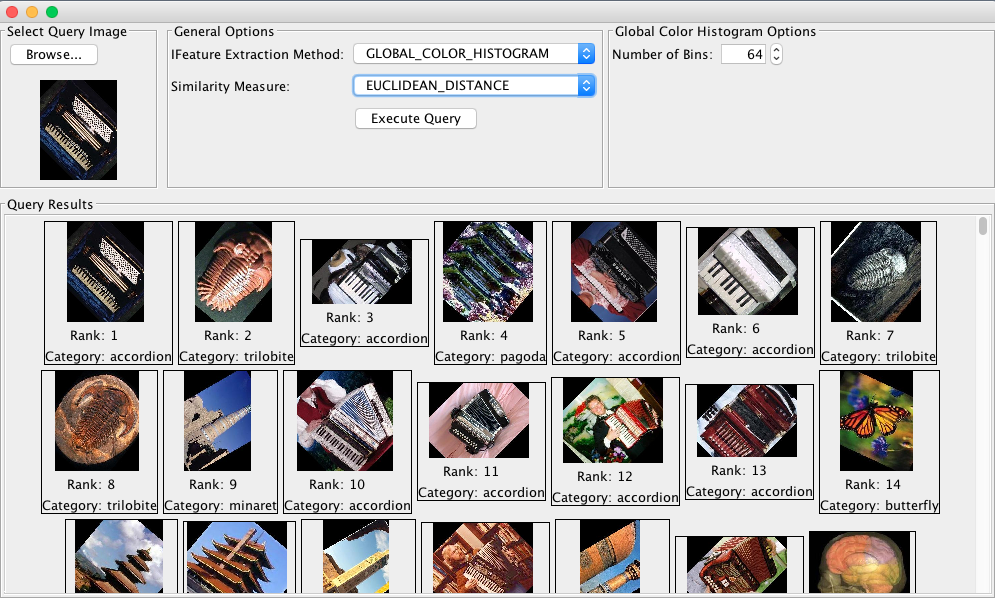 Select Query Image
Browse...
General Options
IFeature Extraction Method:
GLOBAL_COLOR_HISTOGRAM
Similarity Measure:
EUCLIDEAN_DISTANCE
Execute Query
Global Color Histogram Options
Number of Bins:
64
Query Results
Rank: 1
Category: accordion
Rank: 2
Category: trilobite
Rank: 3
Category: accordion
Rank: 4
Category: pagoda
Rank: 5
Category: accordion
Rank: 6
Category: accordion
Rank: 7
Category: trilobite
Rank: 8
Category: trilobite
Rank: 9
Category: minaret
Rank: 10
Category: accordion
Rank: 11
Category: accordion
Rank: 12
Category: accordion
Rank: 13
Category: accordion
Rank: 14
Category: butterfly